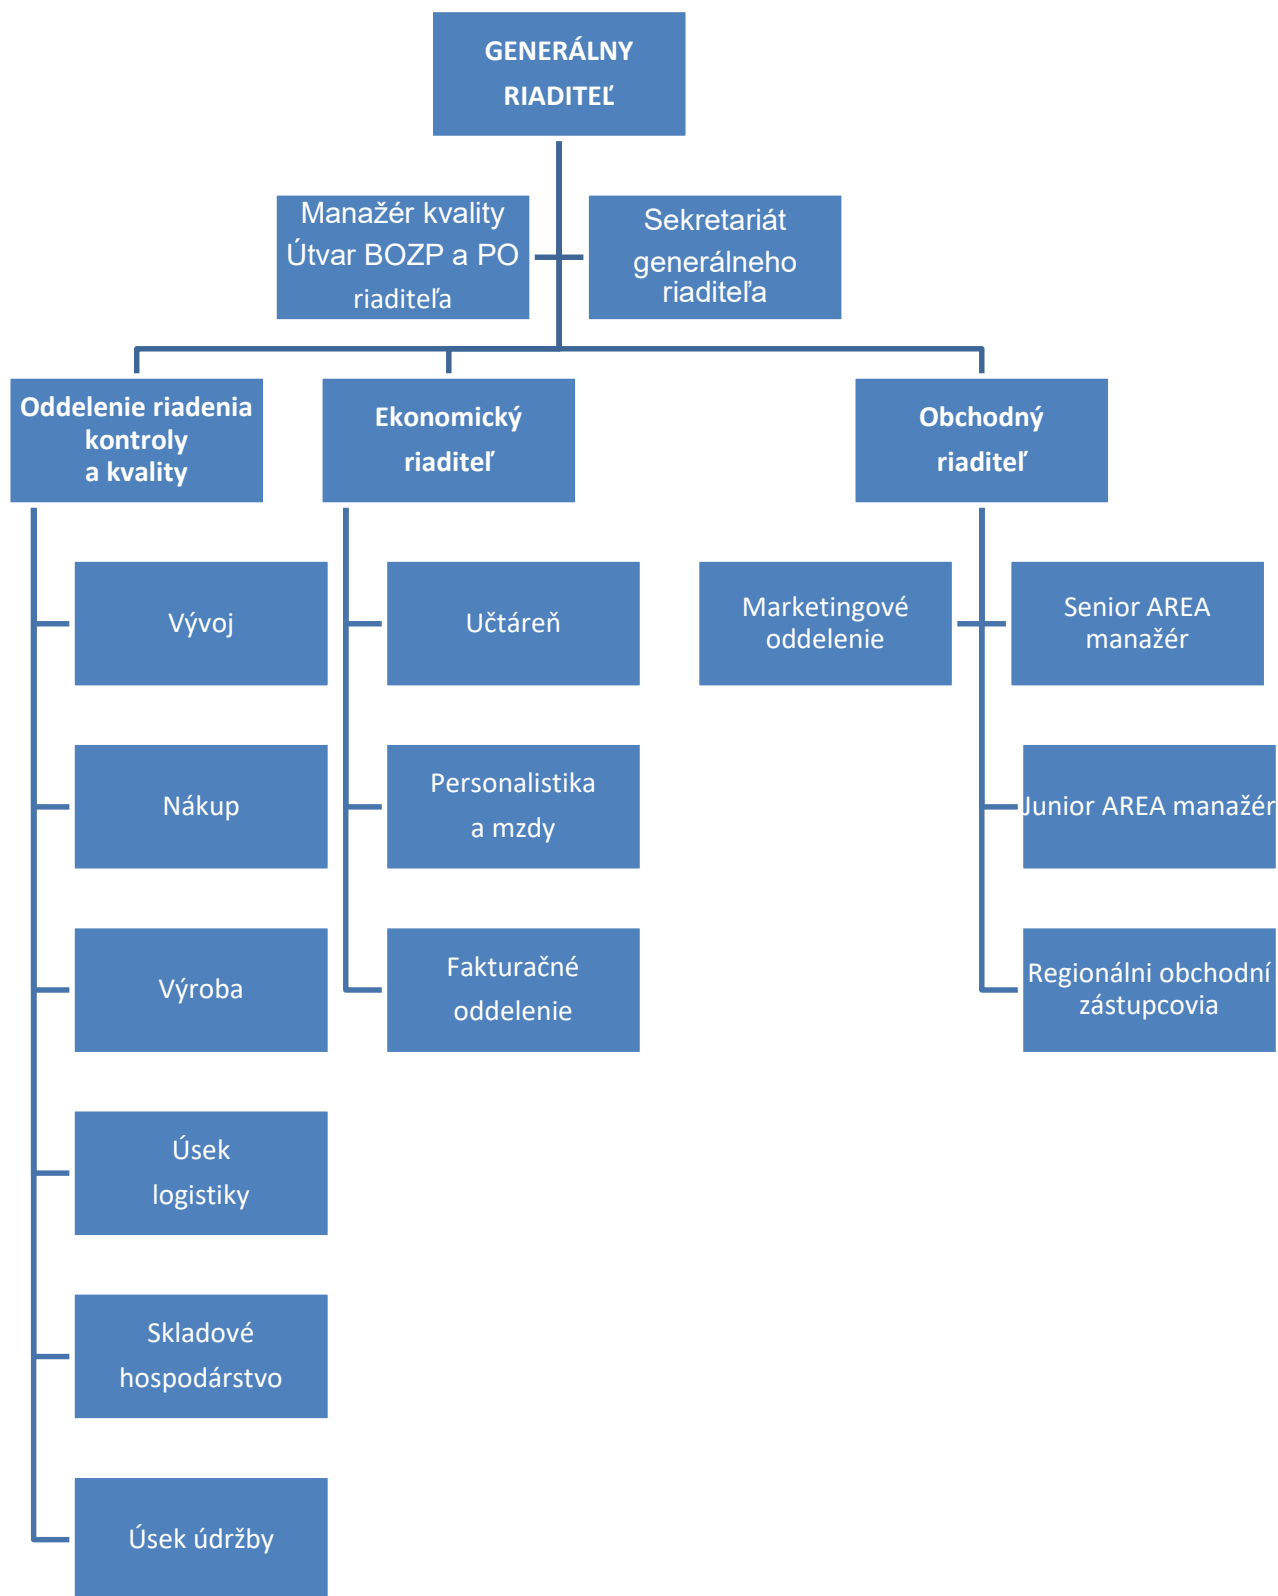 GENERÁLNY
RIADITEĽ
Manažér kvality
Útvar BOZP a PO
riaditeľa
Sekretariát
generálneho
riaditeľa
Oddelenie riadenia
kontroly
a kvality
Ekonomický
riaditeľ
Obchodný
riaditeľ
Vývoj
Učtáreň
Marketingové
oddelenie
Senior AREA
manažér
Nákup
Personalistika
a mzdy
Junior AREA manažér
Výroba
Fakturačné
oddelenie
Regionálni obchodní
zástupcovia
Úsek
logistiky
Skladové
hospodárstvo
Úsek údržby